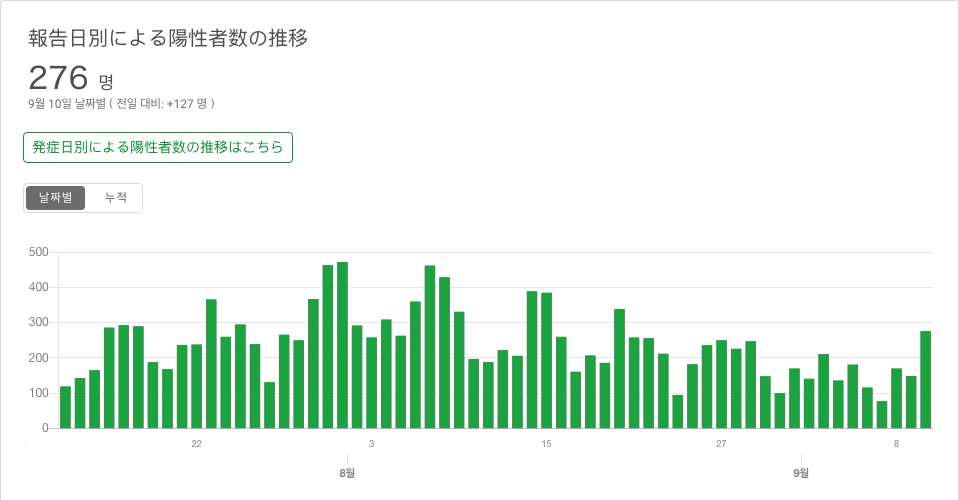 報告日別による陽性者数の推移
276 명
9월 10일 날짜별 ( 전일 대비: +127 명 )
発症日別による陽性者数の推移はこちら
날짜별 누적
500
400
300
200
100
0
22 3 15 27 8
8월 9월